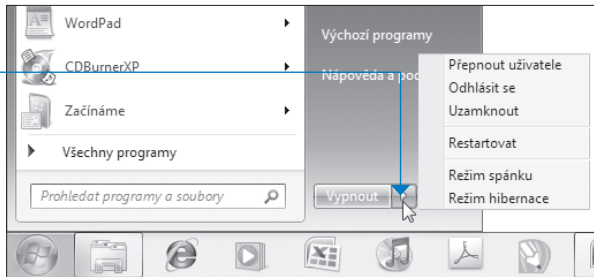 WordPad
CDBurnerXP
Začínáme
Všechny programy
Prohledat programy a soubory
Výchozí programy
Nápověda a pod
Vypnout
Přepnout uživatele
Odhlásit se
Uzamknout
Restartovat
Režim spánku
Režim hibernace